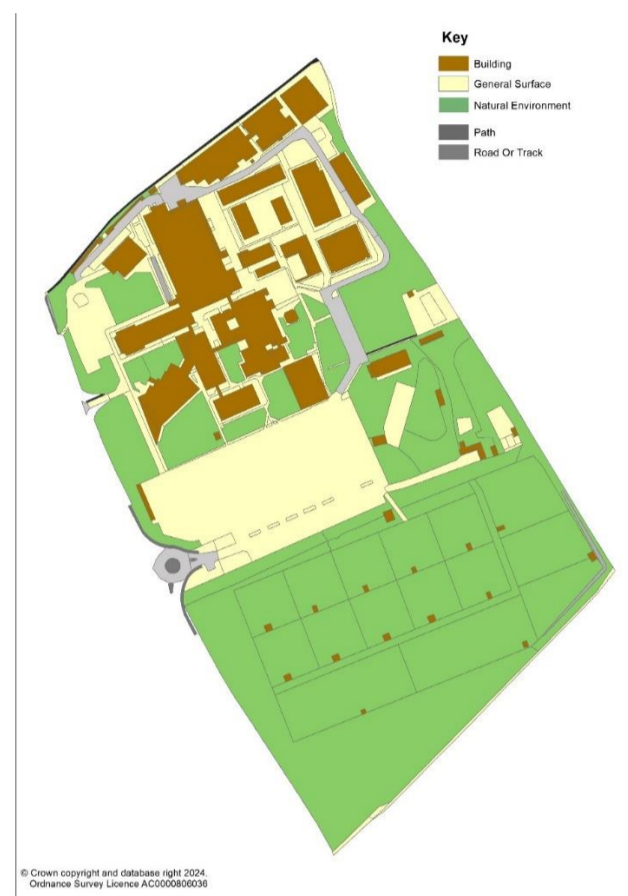 Key
Building
General Surface
Natural Environment
Path
Road Or Track
© Crown copyright and database right 2024.
Ordnance Survey Licence AC0000806036